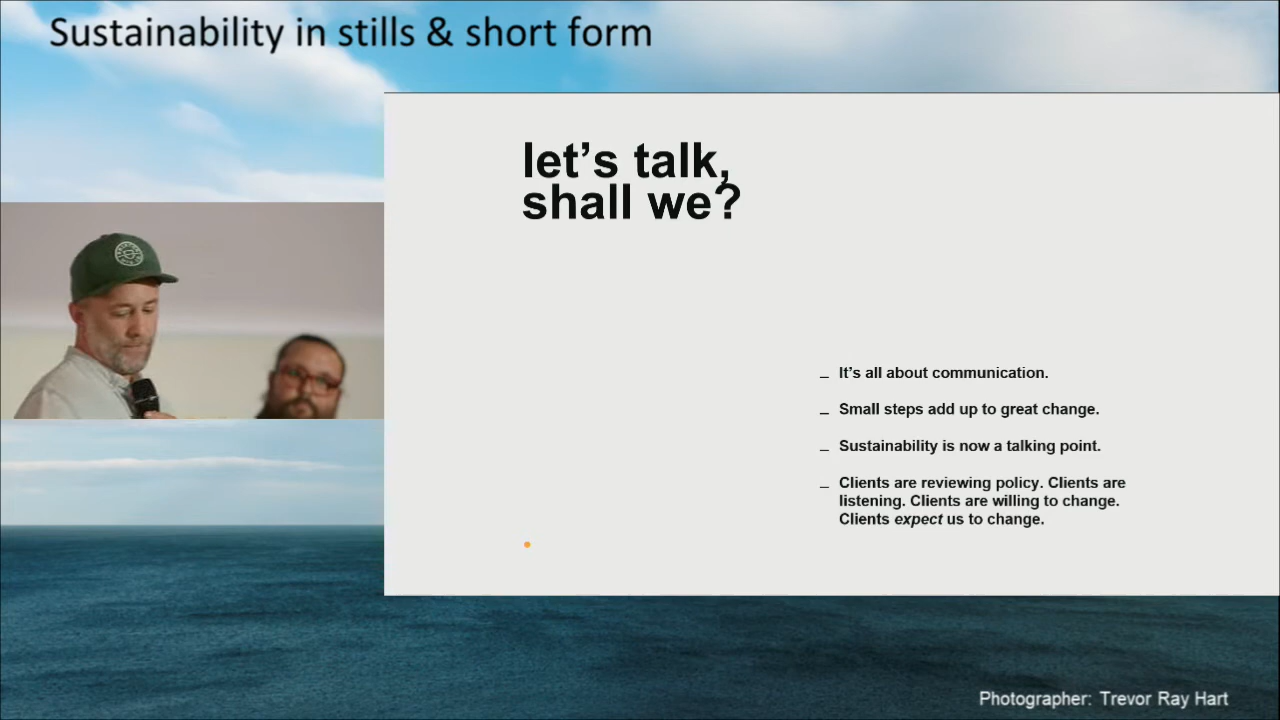 Sustainability in stills & short form
let’s talk,
shall we?
_ It’s all about communication.
_ Small steps add up to great change.
_ Sustainability is now a talking point.
_ Clients are reviewing policy. Clients are
listening. Clients are willing to change.
Clients expect us to change.
Photographer: Trevor Ray Hart